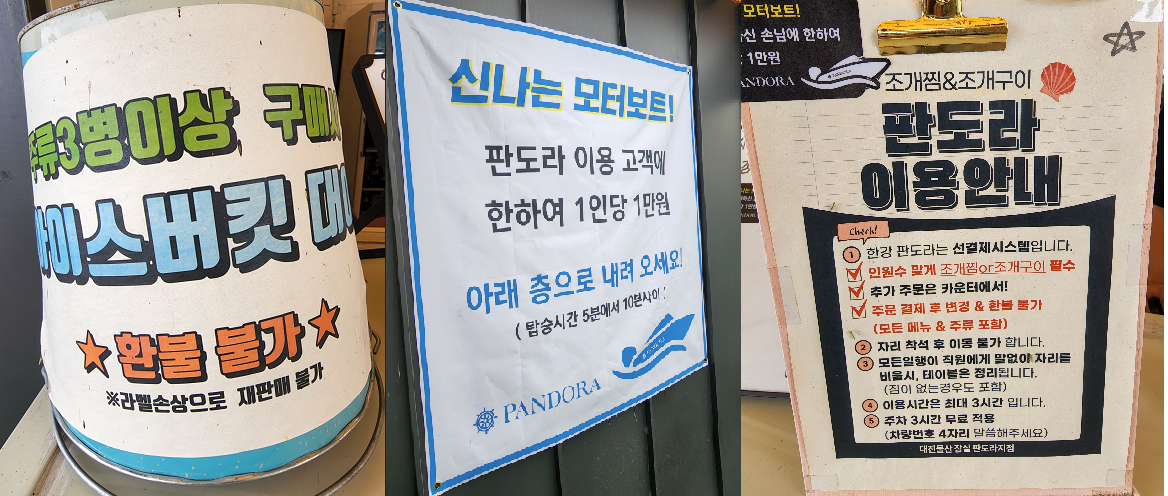 주류3병이상 구매시
아이스버킷 대여
환불 불가
※라벨손상으로 재판매 불가
신나는 모터보트!
판도라 이용 고객에
한하여 1인당 1만원
아래 층으로 내려 오세요!
( 탑승시간 5분에서 10분사이 )
PANDORA
모터보트!
하신 손님에 한하여
1만원
PANDORA
조개찜&조개구이
판도라
이용안내
Check!
1 한강 판도라는 선결제시스템입니다.
인원수 맞게 조개찜or조개구이 필수
추가 주문은 카운터에서!
주문 결제 후 변경 & 환불 불가
(모든 메뉴 & 주류 포함)
2 자리 착석 후 이동 불가 합니다.
3 모든일행이 직원에게 말없이 자리를
비울시, 테이블은 정리됩니다.
(짐이 없는경우도 포함)
4 이용시간은 최대 3시간 입니다.
5 주차 3시간 무료 적용
(차량번호 4자리 말씀해주세요)
대진물산 잠실 판도라지점